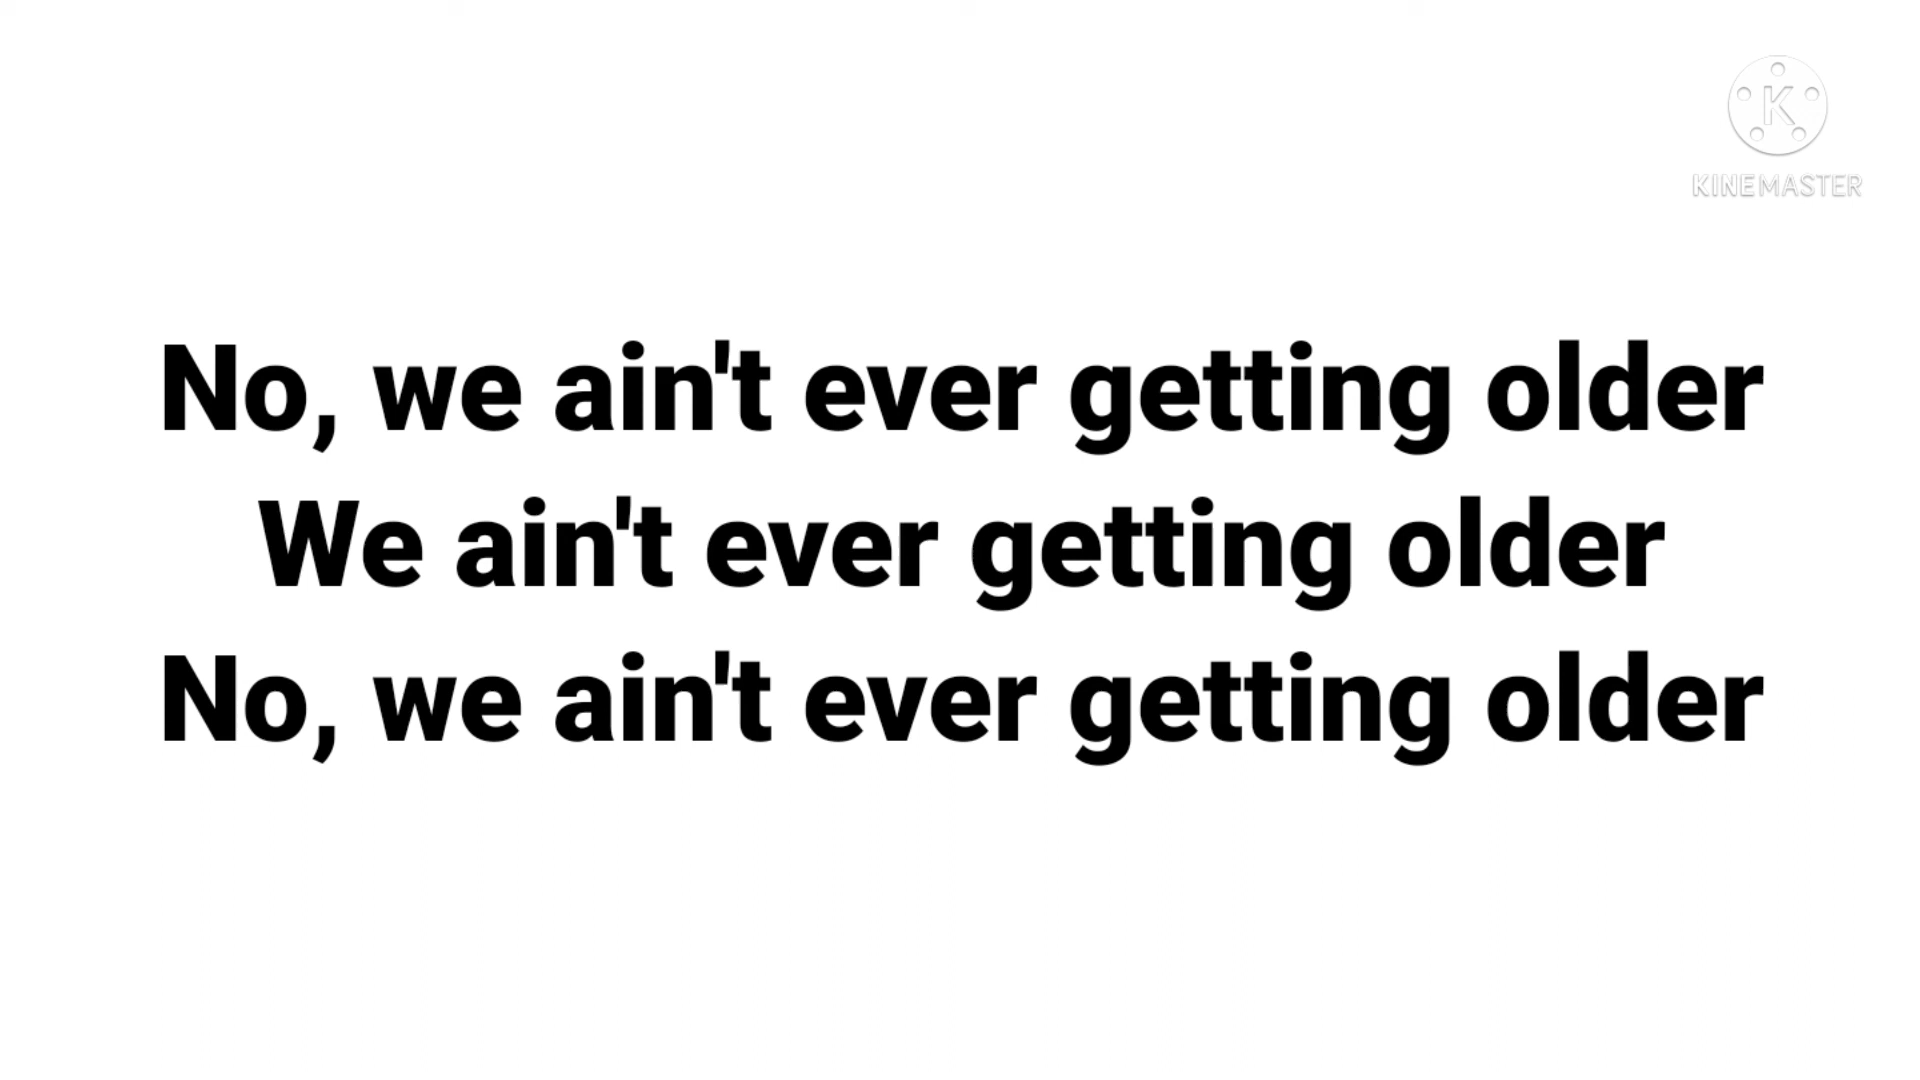 K
KINEMASTER
No, we ain't ever getting older
We ain't ever getting older
No, we ain't ever getting older